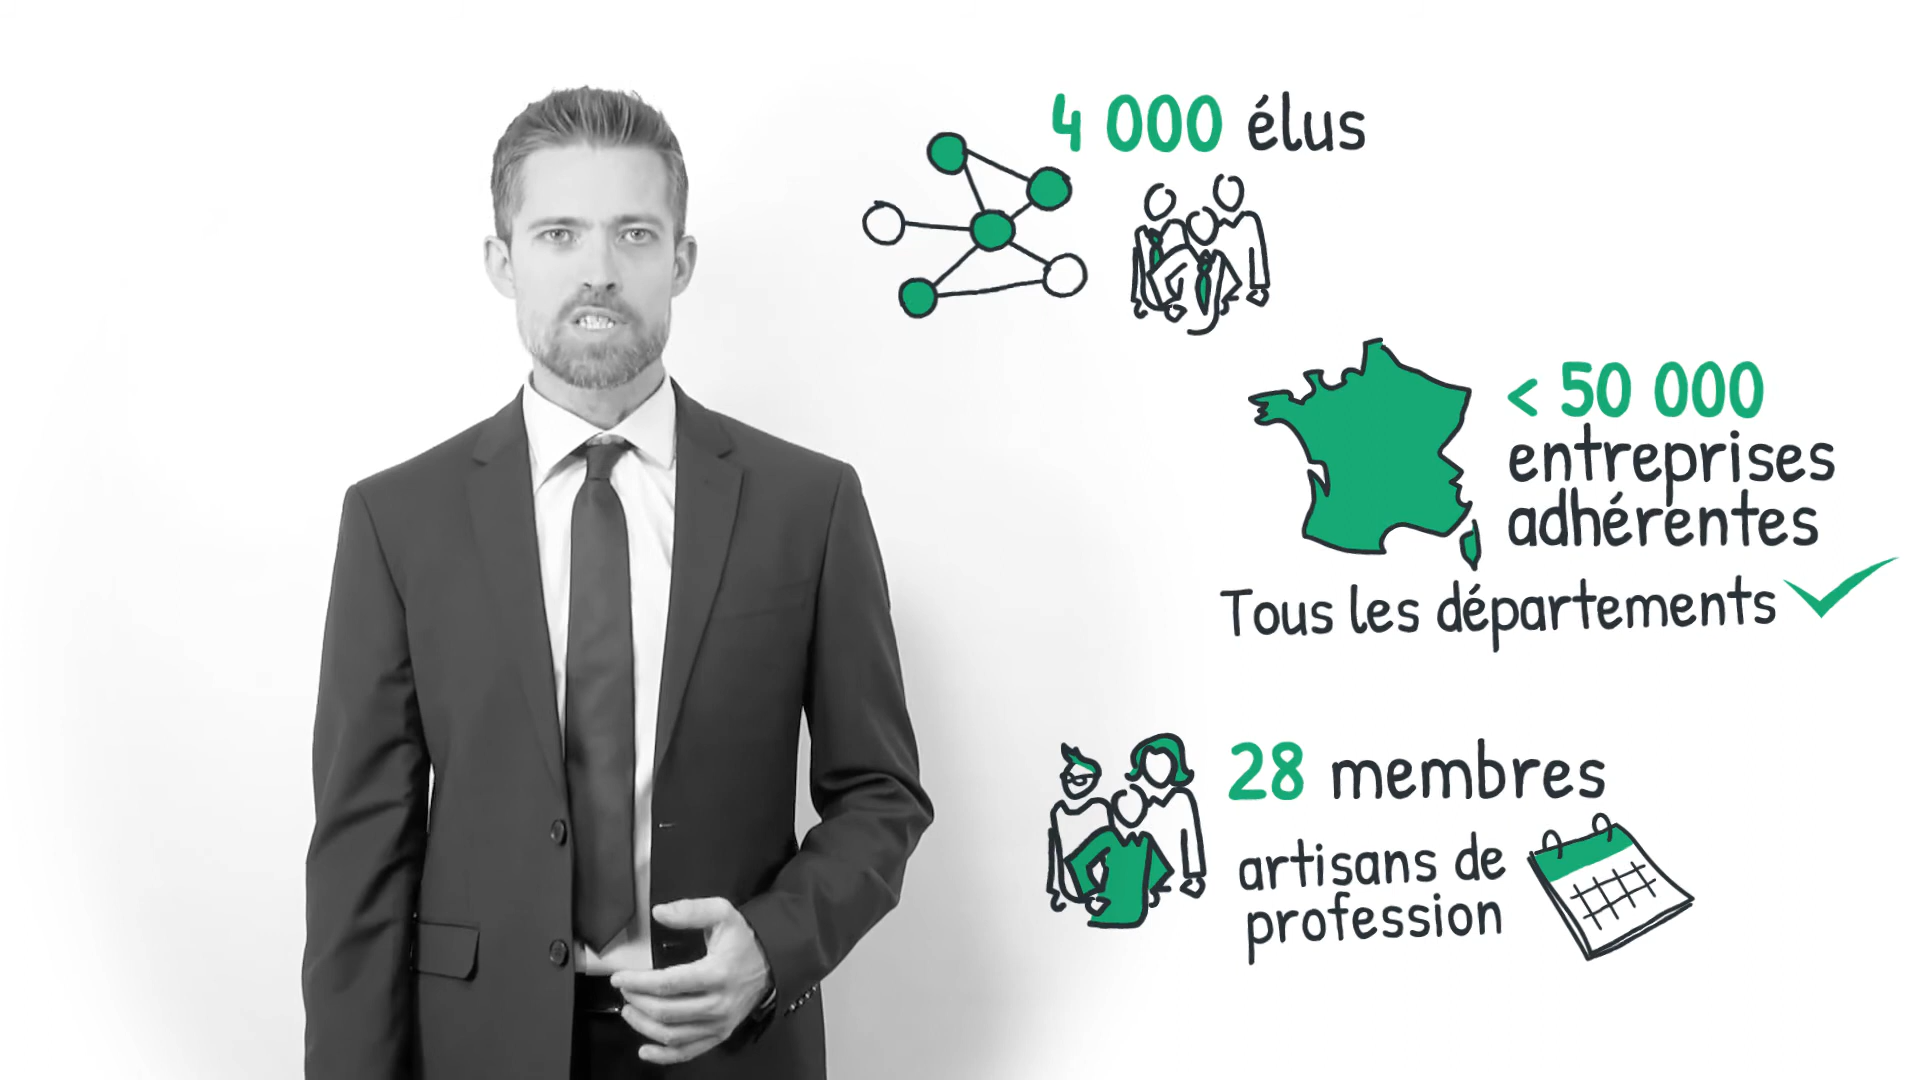 4 000 élus
< 50 000
entreprises
adhérentes
Tous les départements
28 membres
artisans de
profession